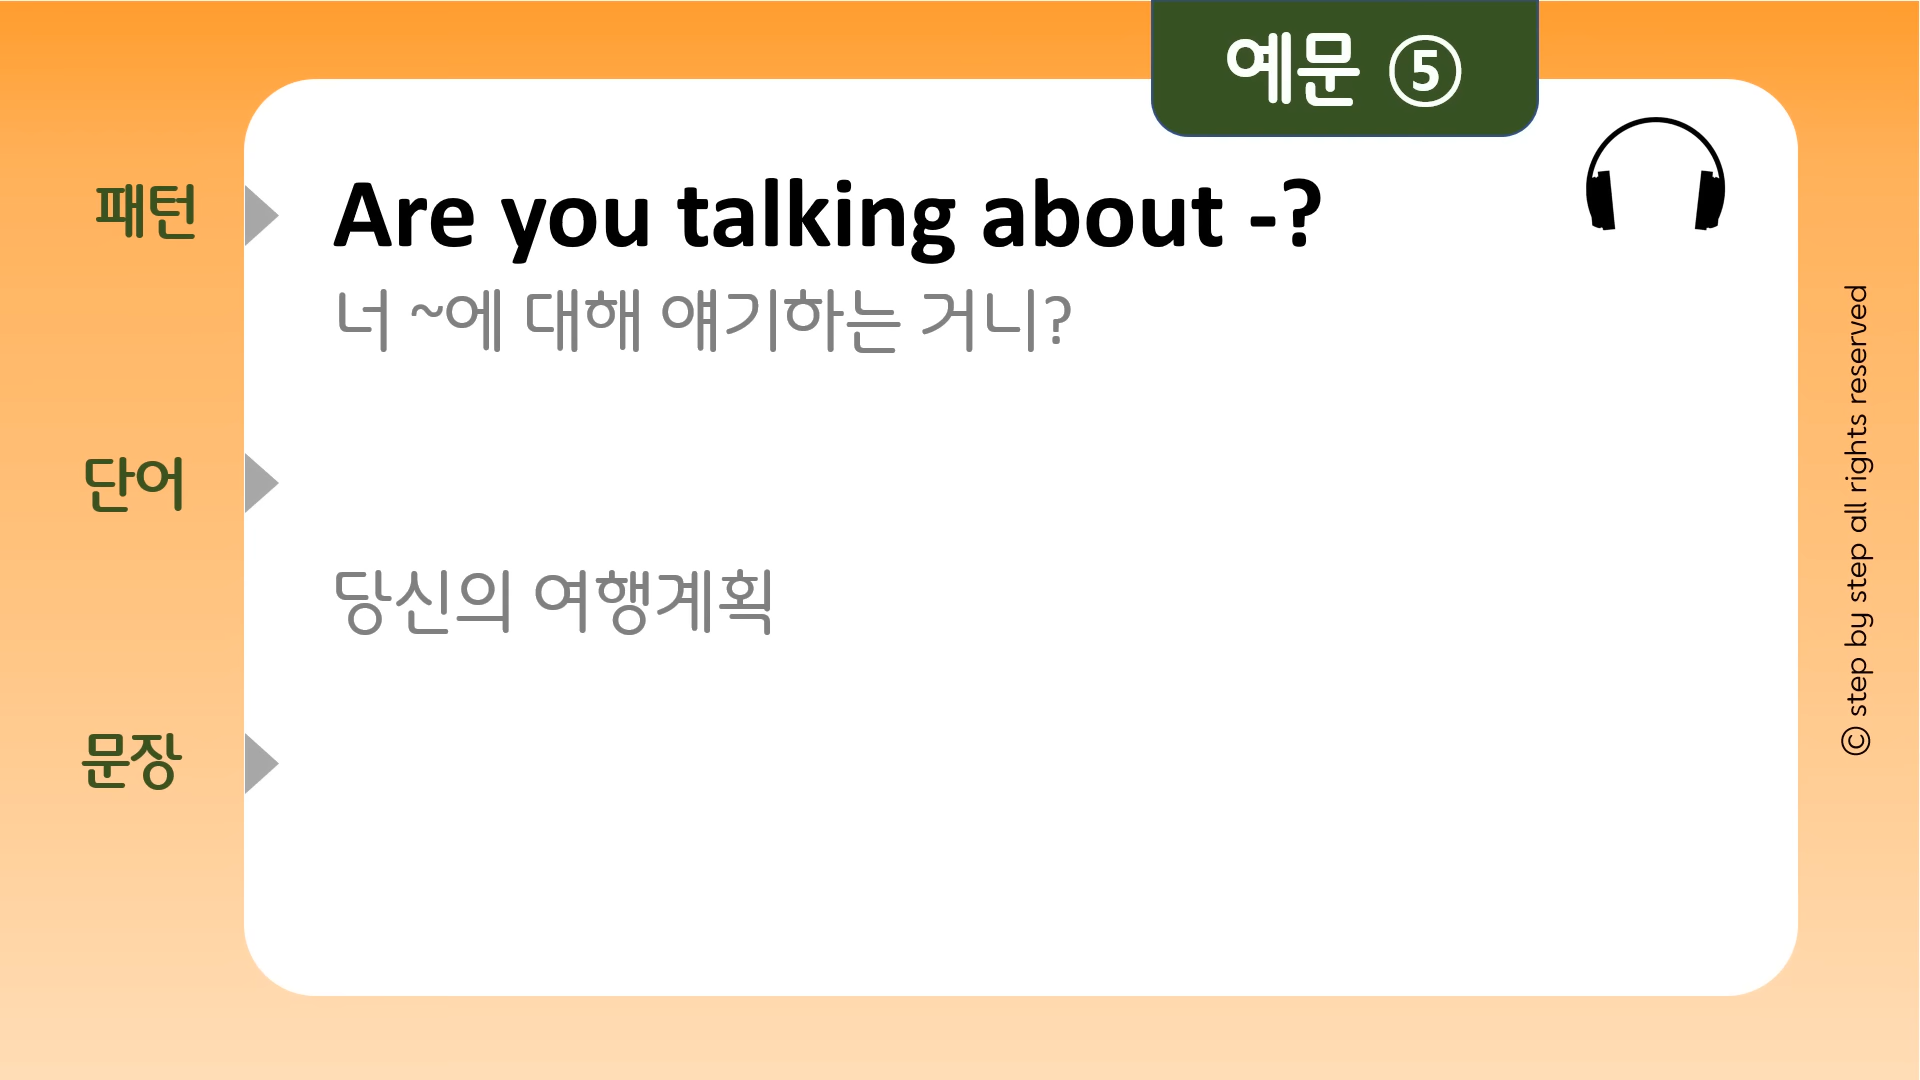 예문 ⑤
패턴
Are you talking about -?
너 ~에 대해 얘기하는 거니?
단어
당신의 여행계획
문장
© step by step all rights reserved